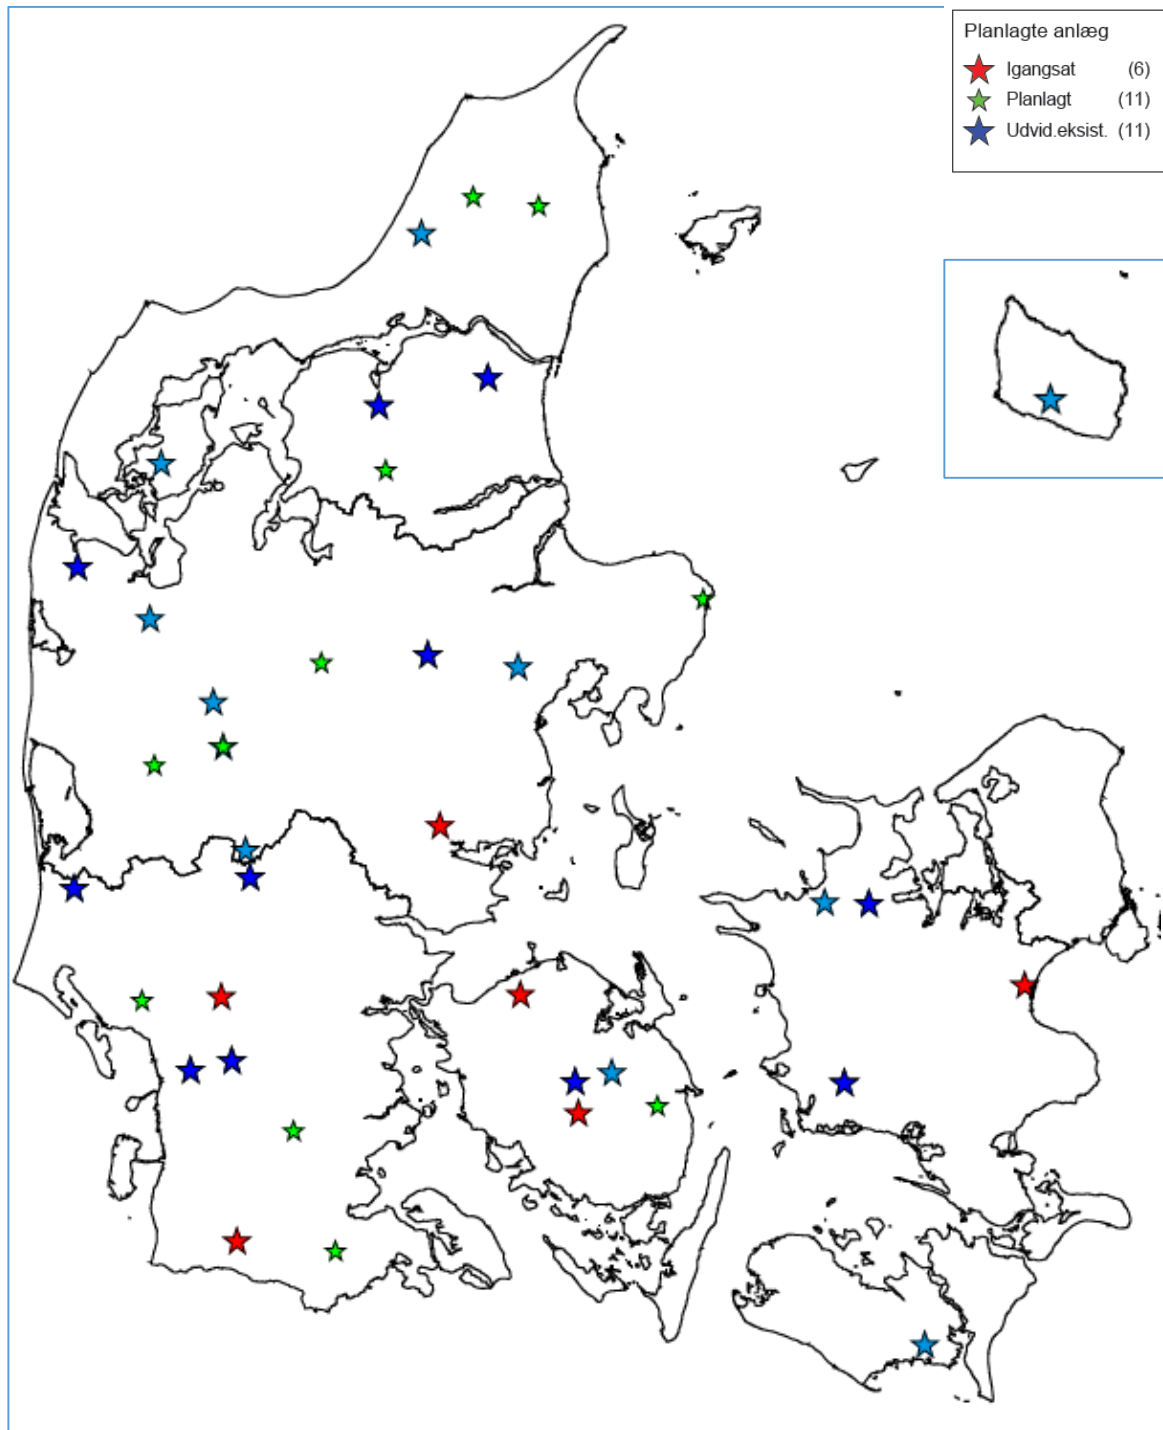 Planlagte anlæg
Igangsat (6)
Planlagt (11)
Udvid.eksist. (11)